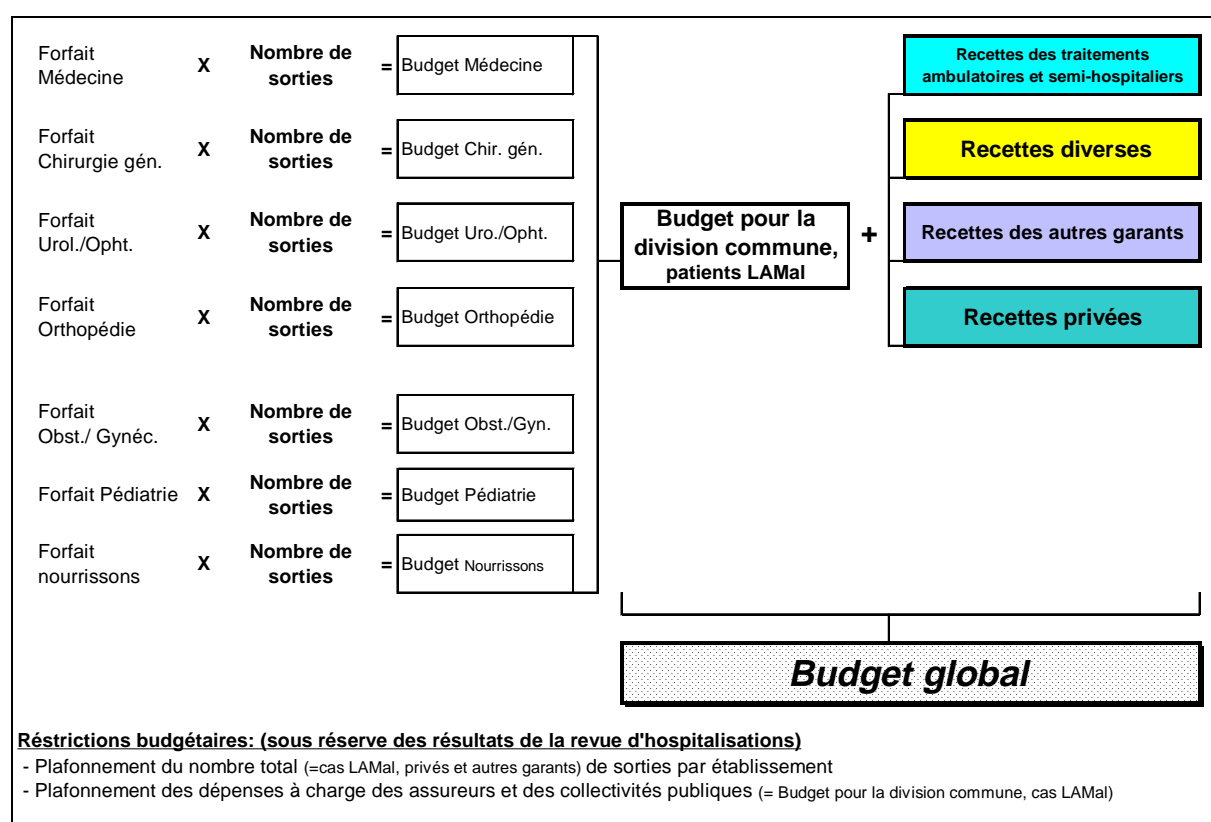 Forfait
Médecine
X
Nombre de
sorties
=
Budget Médecine
Forfait
Chirurgie gén.
X
Nombre de
sorties
=
Budget Chir. gén.
Forfait
Urol./Opht.
X
Nombre de
sorties
=
Budget Uro./Opht.
Forfait
Orthopédie
X
Nombre de
sorties
=
Budget Orthopédie
Forfait
Obst./ Gynéc.
X
Nombre de
sorties
=
Budget Obst./Gyn.
Forfait Pédiatrie
X
Nombre de
sorties
=
Budget Pédiatrie
Forfait
nourrissons
X
Nombre de
sorties
=
Budget Nourrissons
Budget pour la
division commune,
patients LAMal
+
Recettes des traitements
ambulatoires et semi-hospitaliers
Recettes diverses
Recettes des autres garants
Recettes privées
Budget global
Réstrictions budgétaires: (sous réserve des résultats de la revue d'hospitalisations)
- Plafonnement du nombre total (=cas LAMal, privés et autres garants) de sorties par établissement
- Plafonnement des dépenses à charge des assureurs et des collectivités publiques (= Budget pour la division commune, cas LAMal)